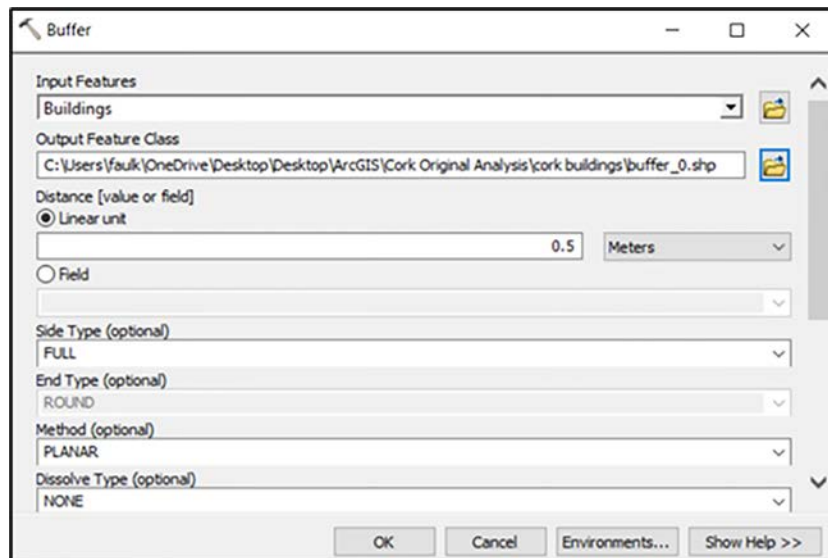 Buffer
Input Features
Buildings
Output Feature Class
C:\Users\faulk\OneDrive\Desktop\Desktop\ArcGIS\Cork Original Analysis\cork buildings\buffer_0.shp
Distance [value or field]
Linear unit
0.5 Meters
Field
Side Type (optional)
FULL
End Type (optional)
ROUND
Method (optional)
PLANAR
Dissolve Type (optional)
NONE
OK Cancel Environments... Show Help >>